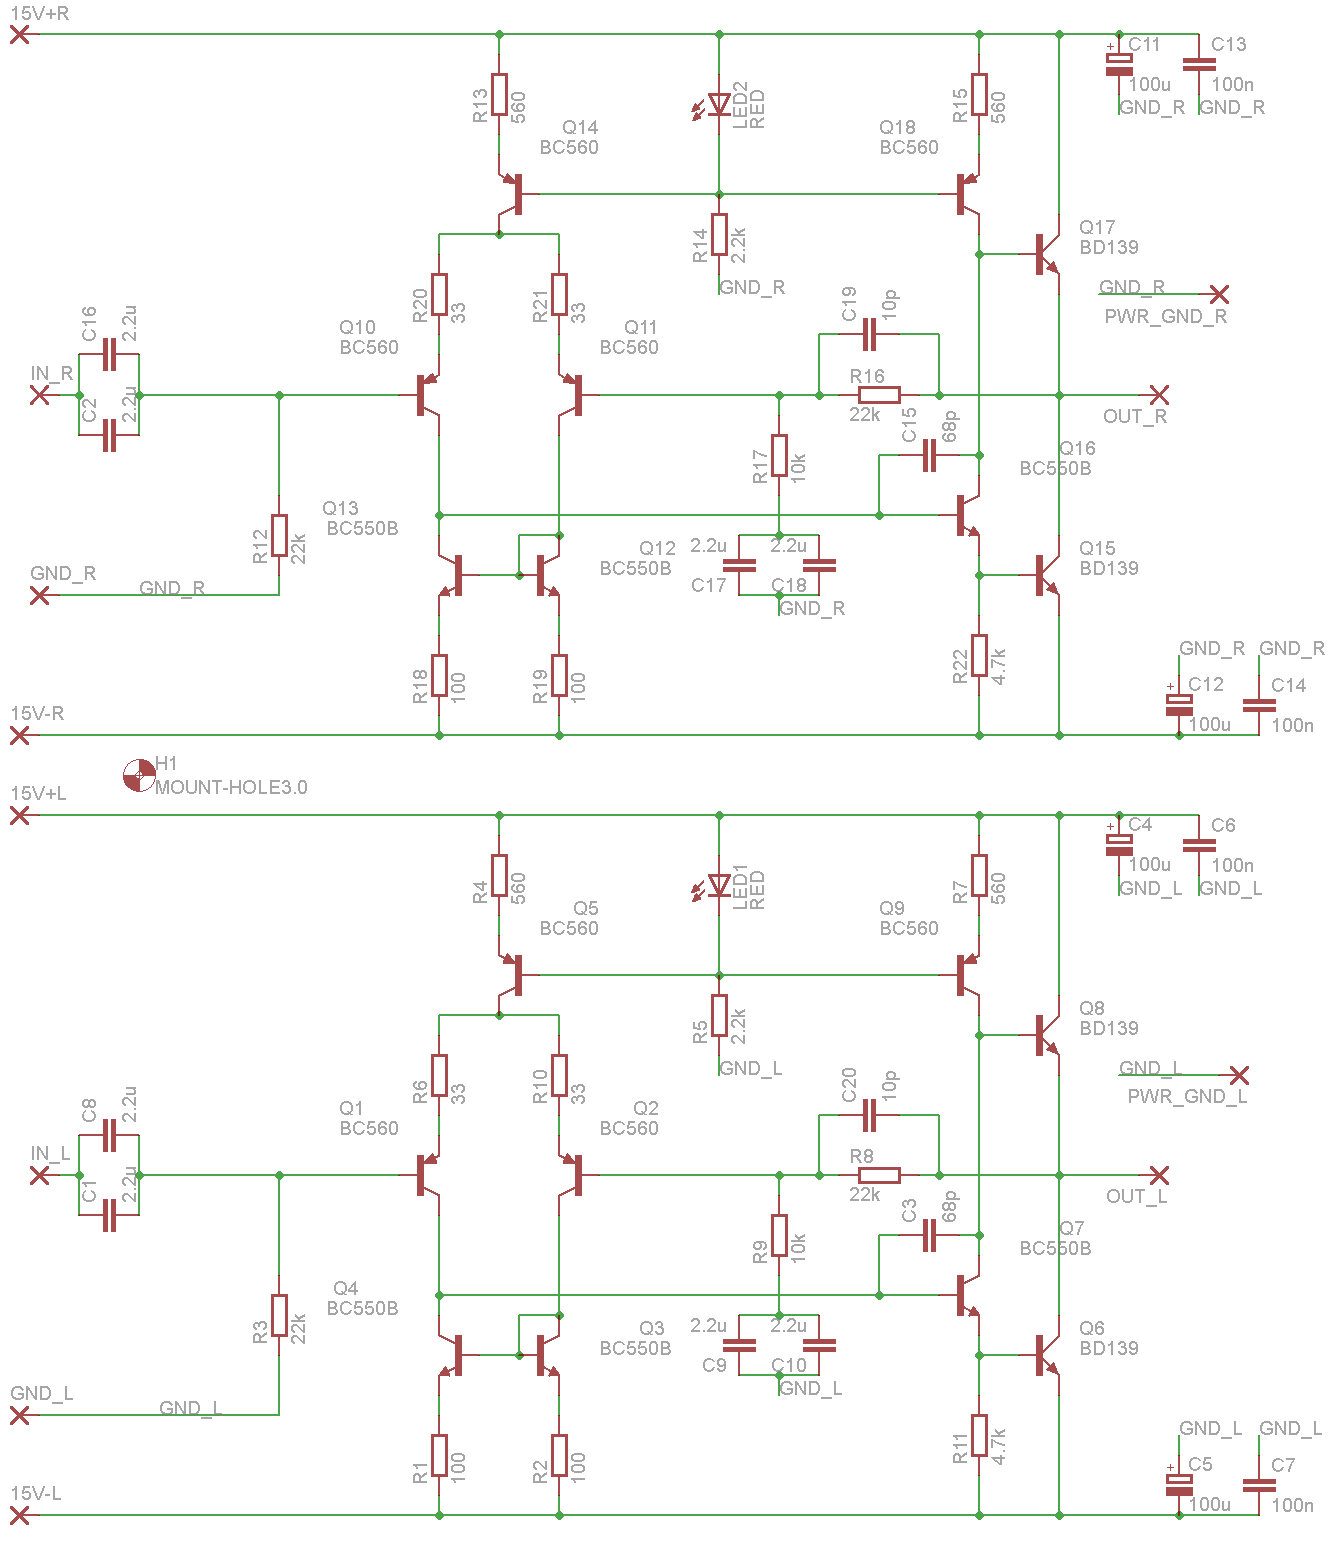 15V+R
C11
C13
100u
100n
GND_R
GND_R
R13
560
LED2
RED
R15
560
Q14
BC560
Q18
BC560
R14
2.2k
GND_R
Q17
BD139
GND_R
PWR_GND_R
R20
33
R21
33
C19
10p
C16
2.2u
Q10
BC560
Q11
BC560
IN_R
C2
2.2u
R16
22k
OUT_R
C15
68p
Q16
BC550B
R17
10k
Q13
BC550B
R12
22k
Q12
BC550B
2.2u
2.2u
C17
C18
GND_R
Q15
BD139
GND_R
GND_R
R18
100
R19
100
R22
4.7k
GND_R
GND_R
C12
C14
100u
100n
15V-R
H1
MOUNT-HOLE3.0
15V+L
C4
C6
100u
100n
GND_L
GND_L
R4
560
LED1
RED
R7
560
Q5
BC560
Q9
BC560
R5
2.2k
GND_L
Q8
BD139
GND_L
PWR_GND_L
R6
33
R10
33
C20
10p
C8
2.2u
Q1
BC560
Q2
BC560
IN_L
C1
2.2u
R8
22k
OUT_L
C3
68p
Q7
BC550B
R9
10k
Q4
BC550B
R3
22k
Q3
BC550B
2.2u
2.2u
C9
C10
GND_L
Q6
BD139
GND_L
GND_L
R1
100
R2
100
R11
4.7k
GND_L
GND_L
C5
C7
100u
100n
15V-L